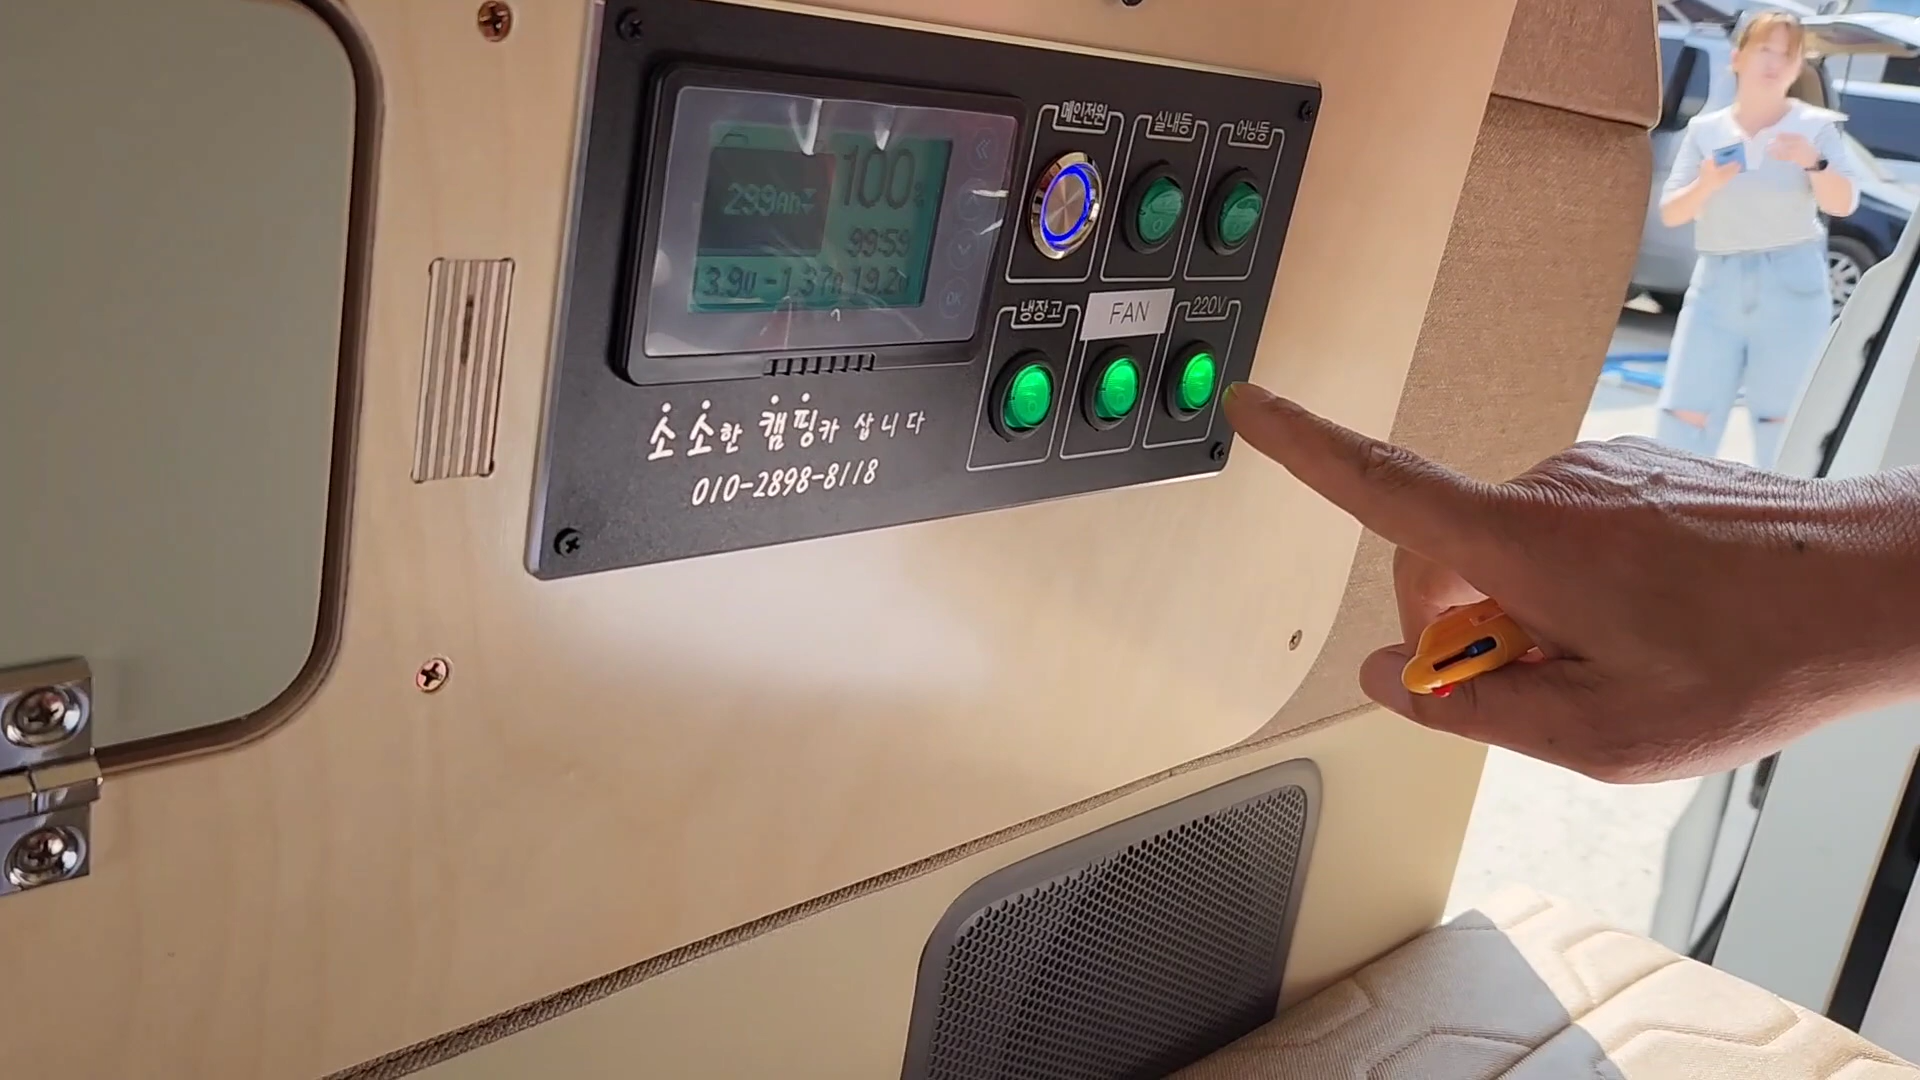 메인전원 실내등 어닝등
299Ah 100%
99:59
13.9V -1.37A 19.2W
OK
냉장고 FAN 220V
소소한 캠핑카 삽니다
010-2898-8118